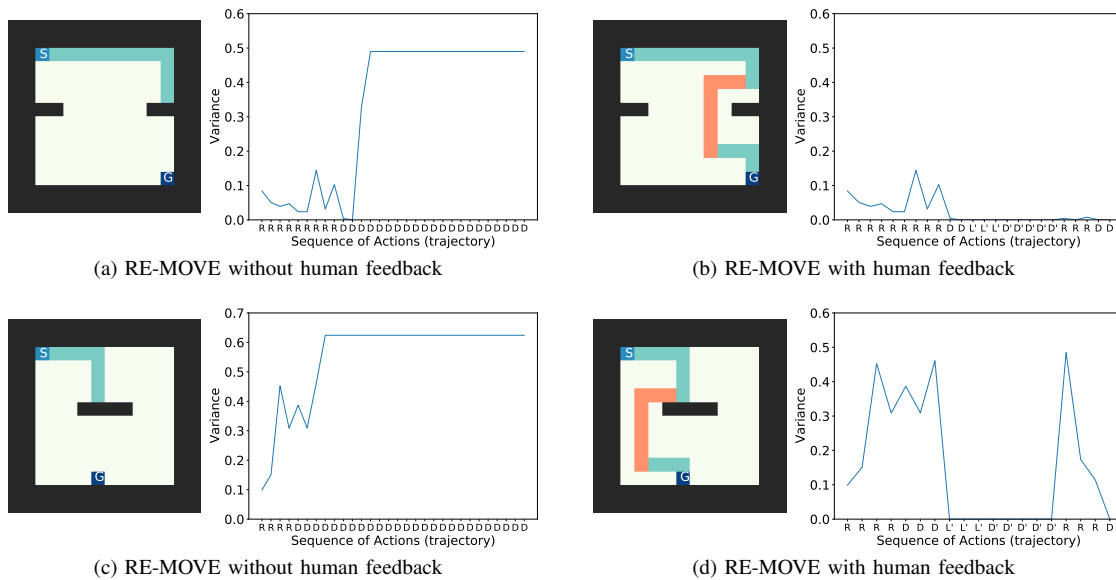 S
G
0.6
0.5
0.4
0.3
0.2
0.1
0.0
Variance
R R R R R R R R R D D D D D D D D D D D D D D D D D D D D D
Sequence of Actions (trajectory)
(a) RE-MOVE without human feedback
S
G
0.6
0.5
0.4
0.3
0.2
0.1
0.0
Variance
R R R R R R R R R D D L' L' L' D' D' D' D' D' R R R D D
Sequence of Actions (trajectory)
(b) RE-MOVE with human feedback
S
G
0.7
0.6
0.5
0.4
0.3
0.2
0.1
0.0
Variance
R R R R D D D D D D D D D D D D D D D D D D D D D D D D D L
Sequence of Actions (trajectory)
(c) RE-MOVE without human feedback
S
G
0.6
0.5
0.4
0.3
0.2
0.1
0.0
Variance
R R R R D D D L' L' L' D' D' D' D' D' R R R D
Sequence of Actions (trajectory)
(d) RE-MOVE with human feedback